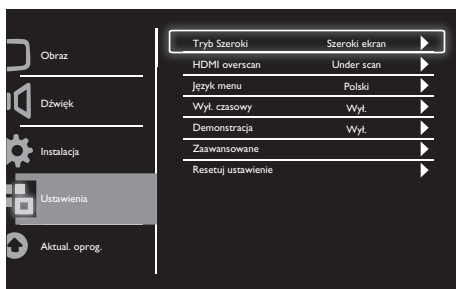 Obraz
Dźwięk
Instalacja
Ustawienia
Aktual. oprog.
Tryb Szeroki Szeroki ekran
HDMI overscan Under scan
Język menu Polski
Wył. czasowy Wył.
Demonstracja Wył.
Zaawansowane
Resetuj ustawienie